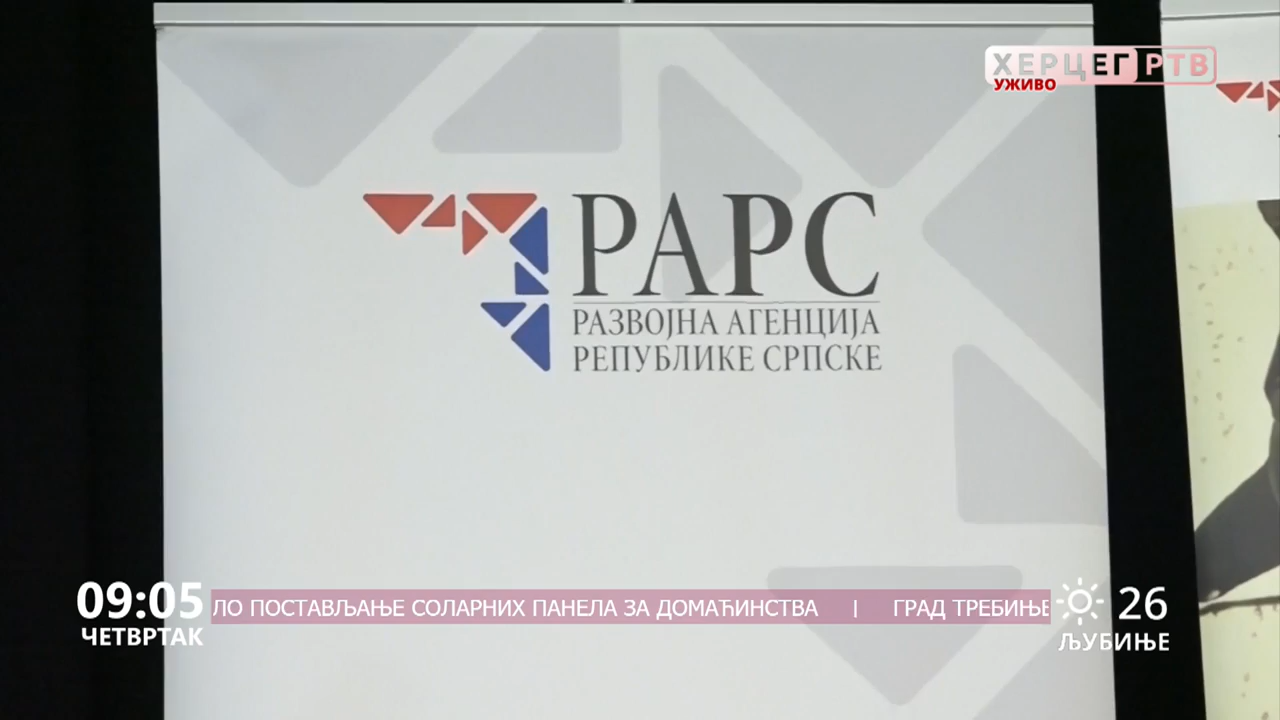 ХЕРЦЕГ РТВ
УЖИВО
РАРС
РАЗВОЈНА АГЕНЦИЈА
РЕПУБЛИКЕ СРПСКЕ
09:05
ЧЕТВРТАК
ЛО ПОСТАВЉАЊЕ СОЛАРНИХ ПАНЕЛА ЗА ДОМАЋИНСТВА | ГРАД ТРЕБИЊЕ
26
ЉУБИЊЕ